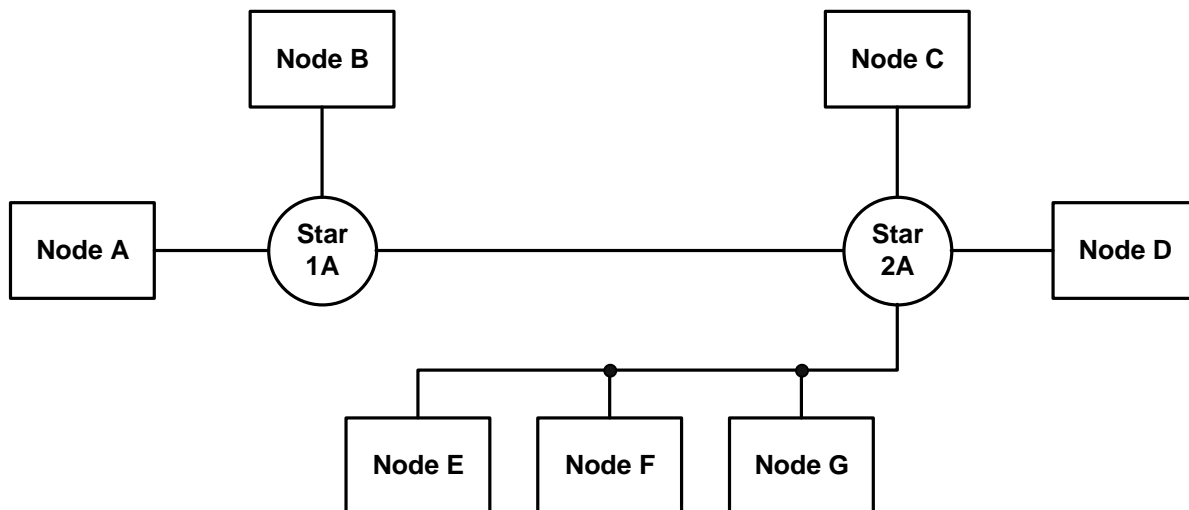 Node B
Node C
Node A
Star
1A
Star
2A
Node D
Node E
Node F
Node G